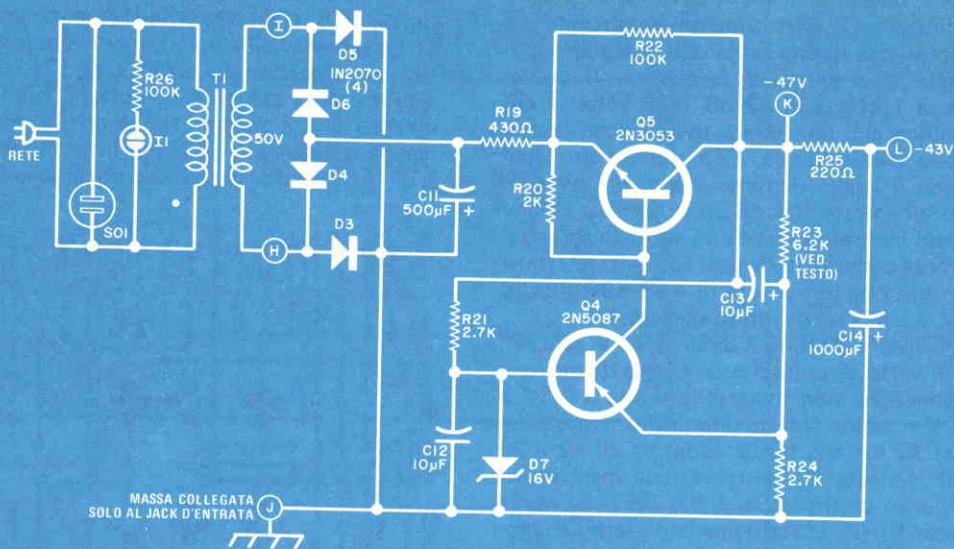 RETE
R26
100K
I1
SO1
T1
50V
I
H
D5
1N2070
(4)
D6
D4
D3
C11
500µF
+
R19
430Ω
R20
2K
R22
100K
Q5
2N3053
-47V
K
R25
220Ω
L
-43V
R23
6.2K
(VED.
TESTO)
C13
10µF
+
C14
1000µF
+
R21
2.7K
Q4
2N5087
C12
10µF
+
D7
16V
R24
2.7K
MASSA COLLEGATA
SOLO AL JACK D'ENTRATA
J